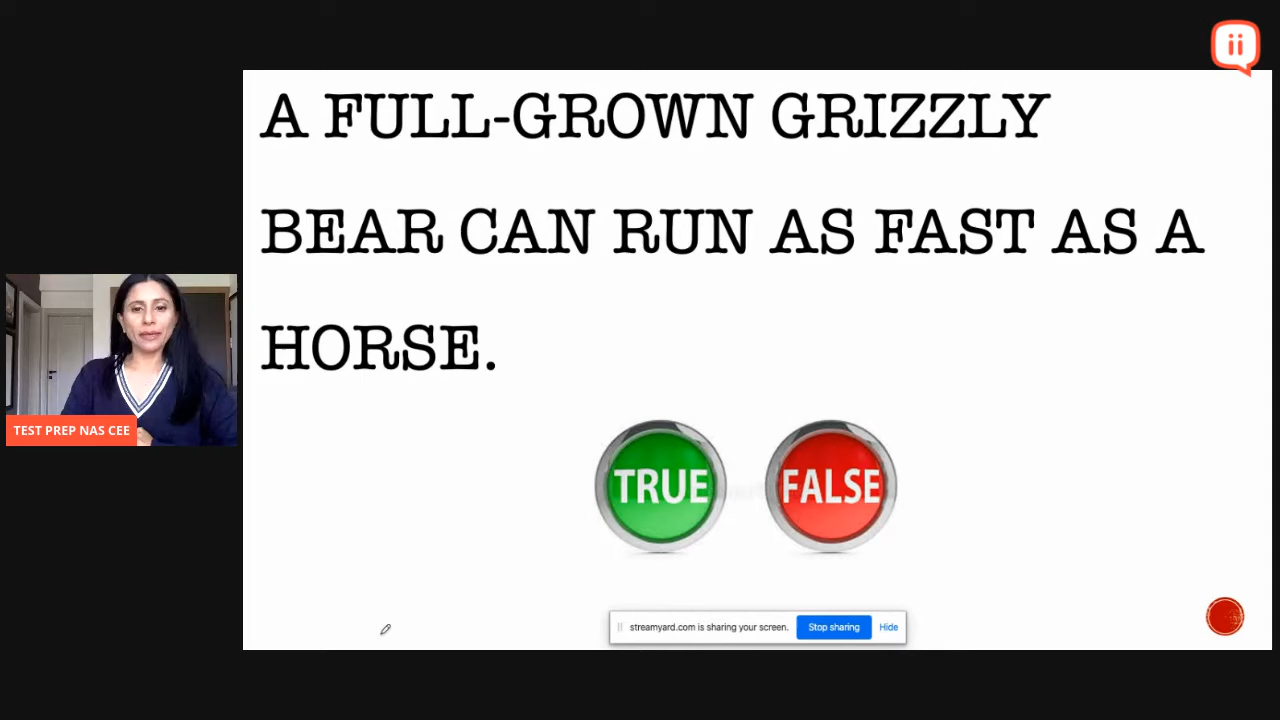 A FULL-GROWN GRIZZLY
BEAR CAN RUN AS FAST AS A
HORSE.
TEST PREP NAS CEE
TRUE
FALSE
streamyard.com is sharing your screen.
Stop sharing
Hide